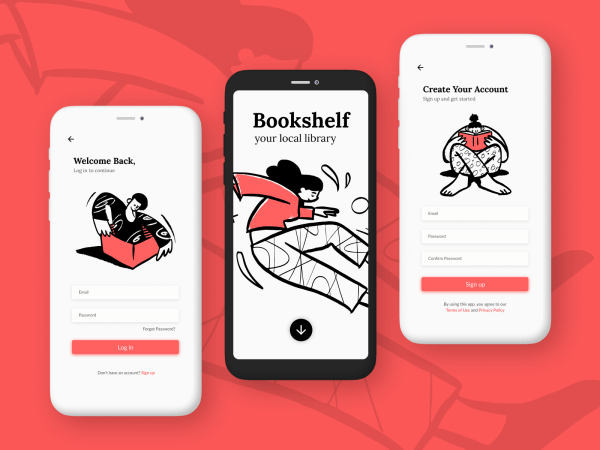 Welcome Back,
Log in to continue
Email
Password
Forgot Password?
Log in
Don't have an account? Sign up
Bookshelf
your local library
Create Your Account
Sign up and get started
Email
Password
Confirm Password
Sign up
By using this app, you agree to our
Terms of Use and Privacy Policy